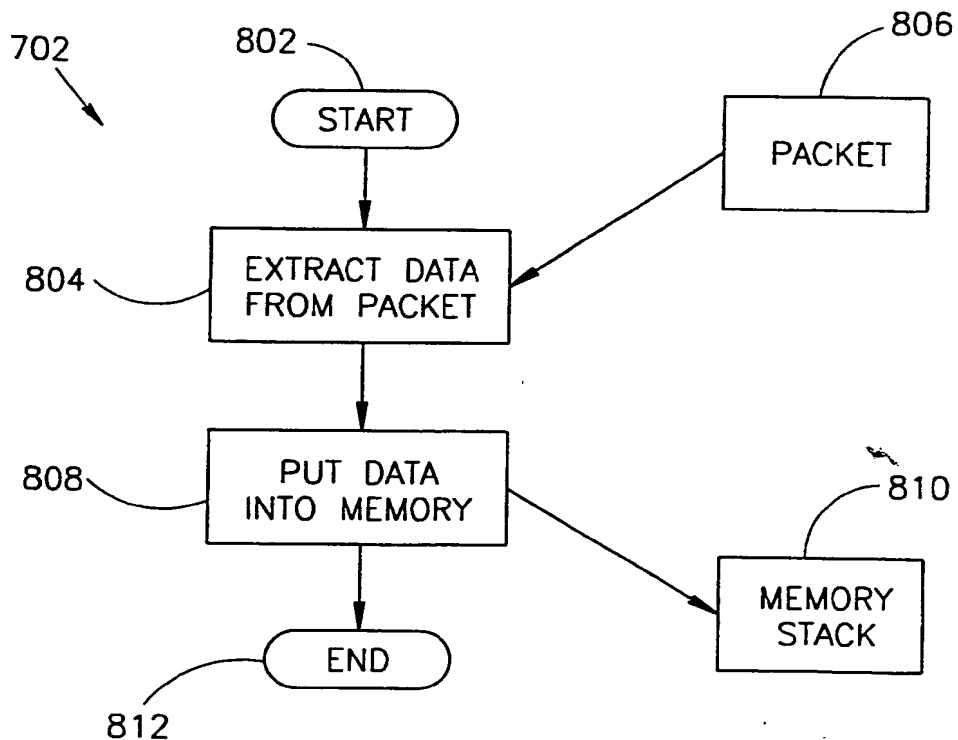 702
802
806
START
PACKET
804
EXTRACT DATA
FROM PACKET
808
PUT DATA
INTO MEMORY
810
MEMORY
STACK
END
812